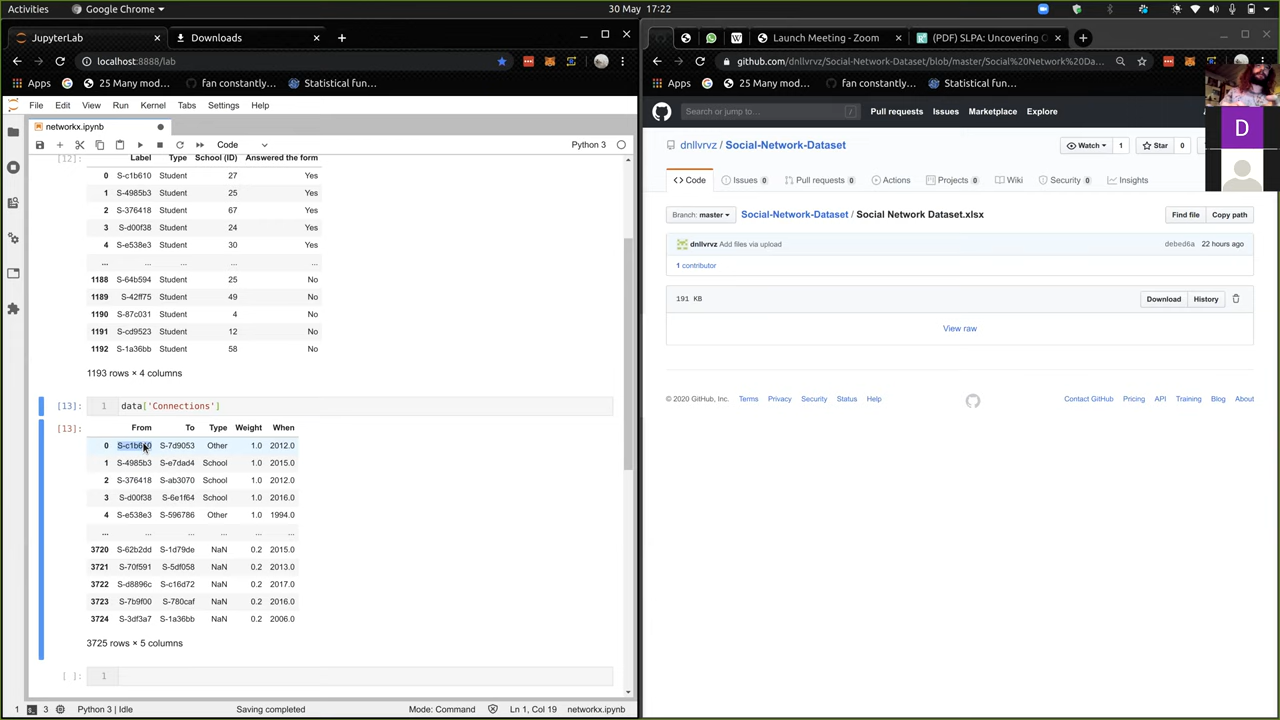 Activities
Google Chrome
30 May 17:22
JupyterLab
Downloads
localhost:8888/lab
Apps
25 Many mod...
fan constantly...
Statistical fun...
File Edit View Run Kernel Tabs Settings Help
networkx.ipynb
Code
Python 3
[12]:
Label Type School (ID) Answered the form
0 S-c1b610 Student 27 Yes
1 S-4985b3 Student 25 Yes
2 S-376418 Student 67 Yes
3 S-d00f38 Student 24 Yes
4 S-e538e3 Student 30 Yes
... ... ... ... ...
1188 S-64b594 Student 25 No
1189 S-42ff75 Student 49 No
1190 S-87c031 Student 4 No
1191 S-cd9523 Student 12 No
1192 S-1a36bb Student 58 No
1193 rows × 4 columns
[13]: 1 data['Connections']
[13]:
From To Type Weight When
0 S-c1b610 S-7d9053 Other 1.0 2012.0
1 S-4985b3 S-e7dad4 School 1.0 2015.0
2 S-376418 S-ab3070 School 1.0 2012.0
3 S-d00f38 S-6e1f64 School 1.0 2016.0
4 S-e538e3 S-596786 Other 1.0 1994.0
... ... ... ... ... ...
3720 S-62b2dd S-1d79de NaN 0.2 2015.0
3721 S-70f591 S-5df058 NaN 0.2 2013.0
3722 S-d8896c S-c16d72 NaN 0.2 2017.0
3723 S-7b9f00 S-780caf NaN 0.2 2016.0
3724 S-3df3a7 S-1a36bb NaN 0.2 2006.0
3725 rows × 5 columns
[ ]: 1
1 3 Python 3 | Idle Saving completed Mode: Command Ln 1, Col 19 networkx.ipynb
Launch Meeting - Zoom
(PDF) SLPA: Uncovering O
github.com/dnllvrvz/Social-Network-Dataset/blob/master/Social%20Network%20Da...
Apps
25 Many mod...
fan constantly...
Statistical fun...
Search or jump to...
/
Pull requests Issues Marketplace Explore
D
dnllvrvz / Social-Network-Dataset
Watch 1
Star 0
Code Issues 0 Pull requests 0 Actions Projects 0 Wiki Security 0 Insights
Branch: master
Social-Network-Dataset / Social Network Dataset.xlsx
Find file Copy path
dnllvrvz Add files via upload
debed6a 22 hours ago
1 contributor
191 KB
Download History
View raw
© 2020 GitHub, Inc. Terms Privacy Security Status Help
Contact GitHub Pricing API Training Blog About